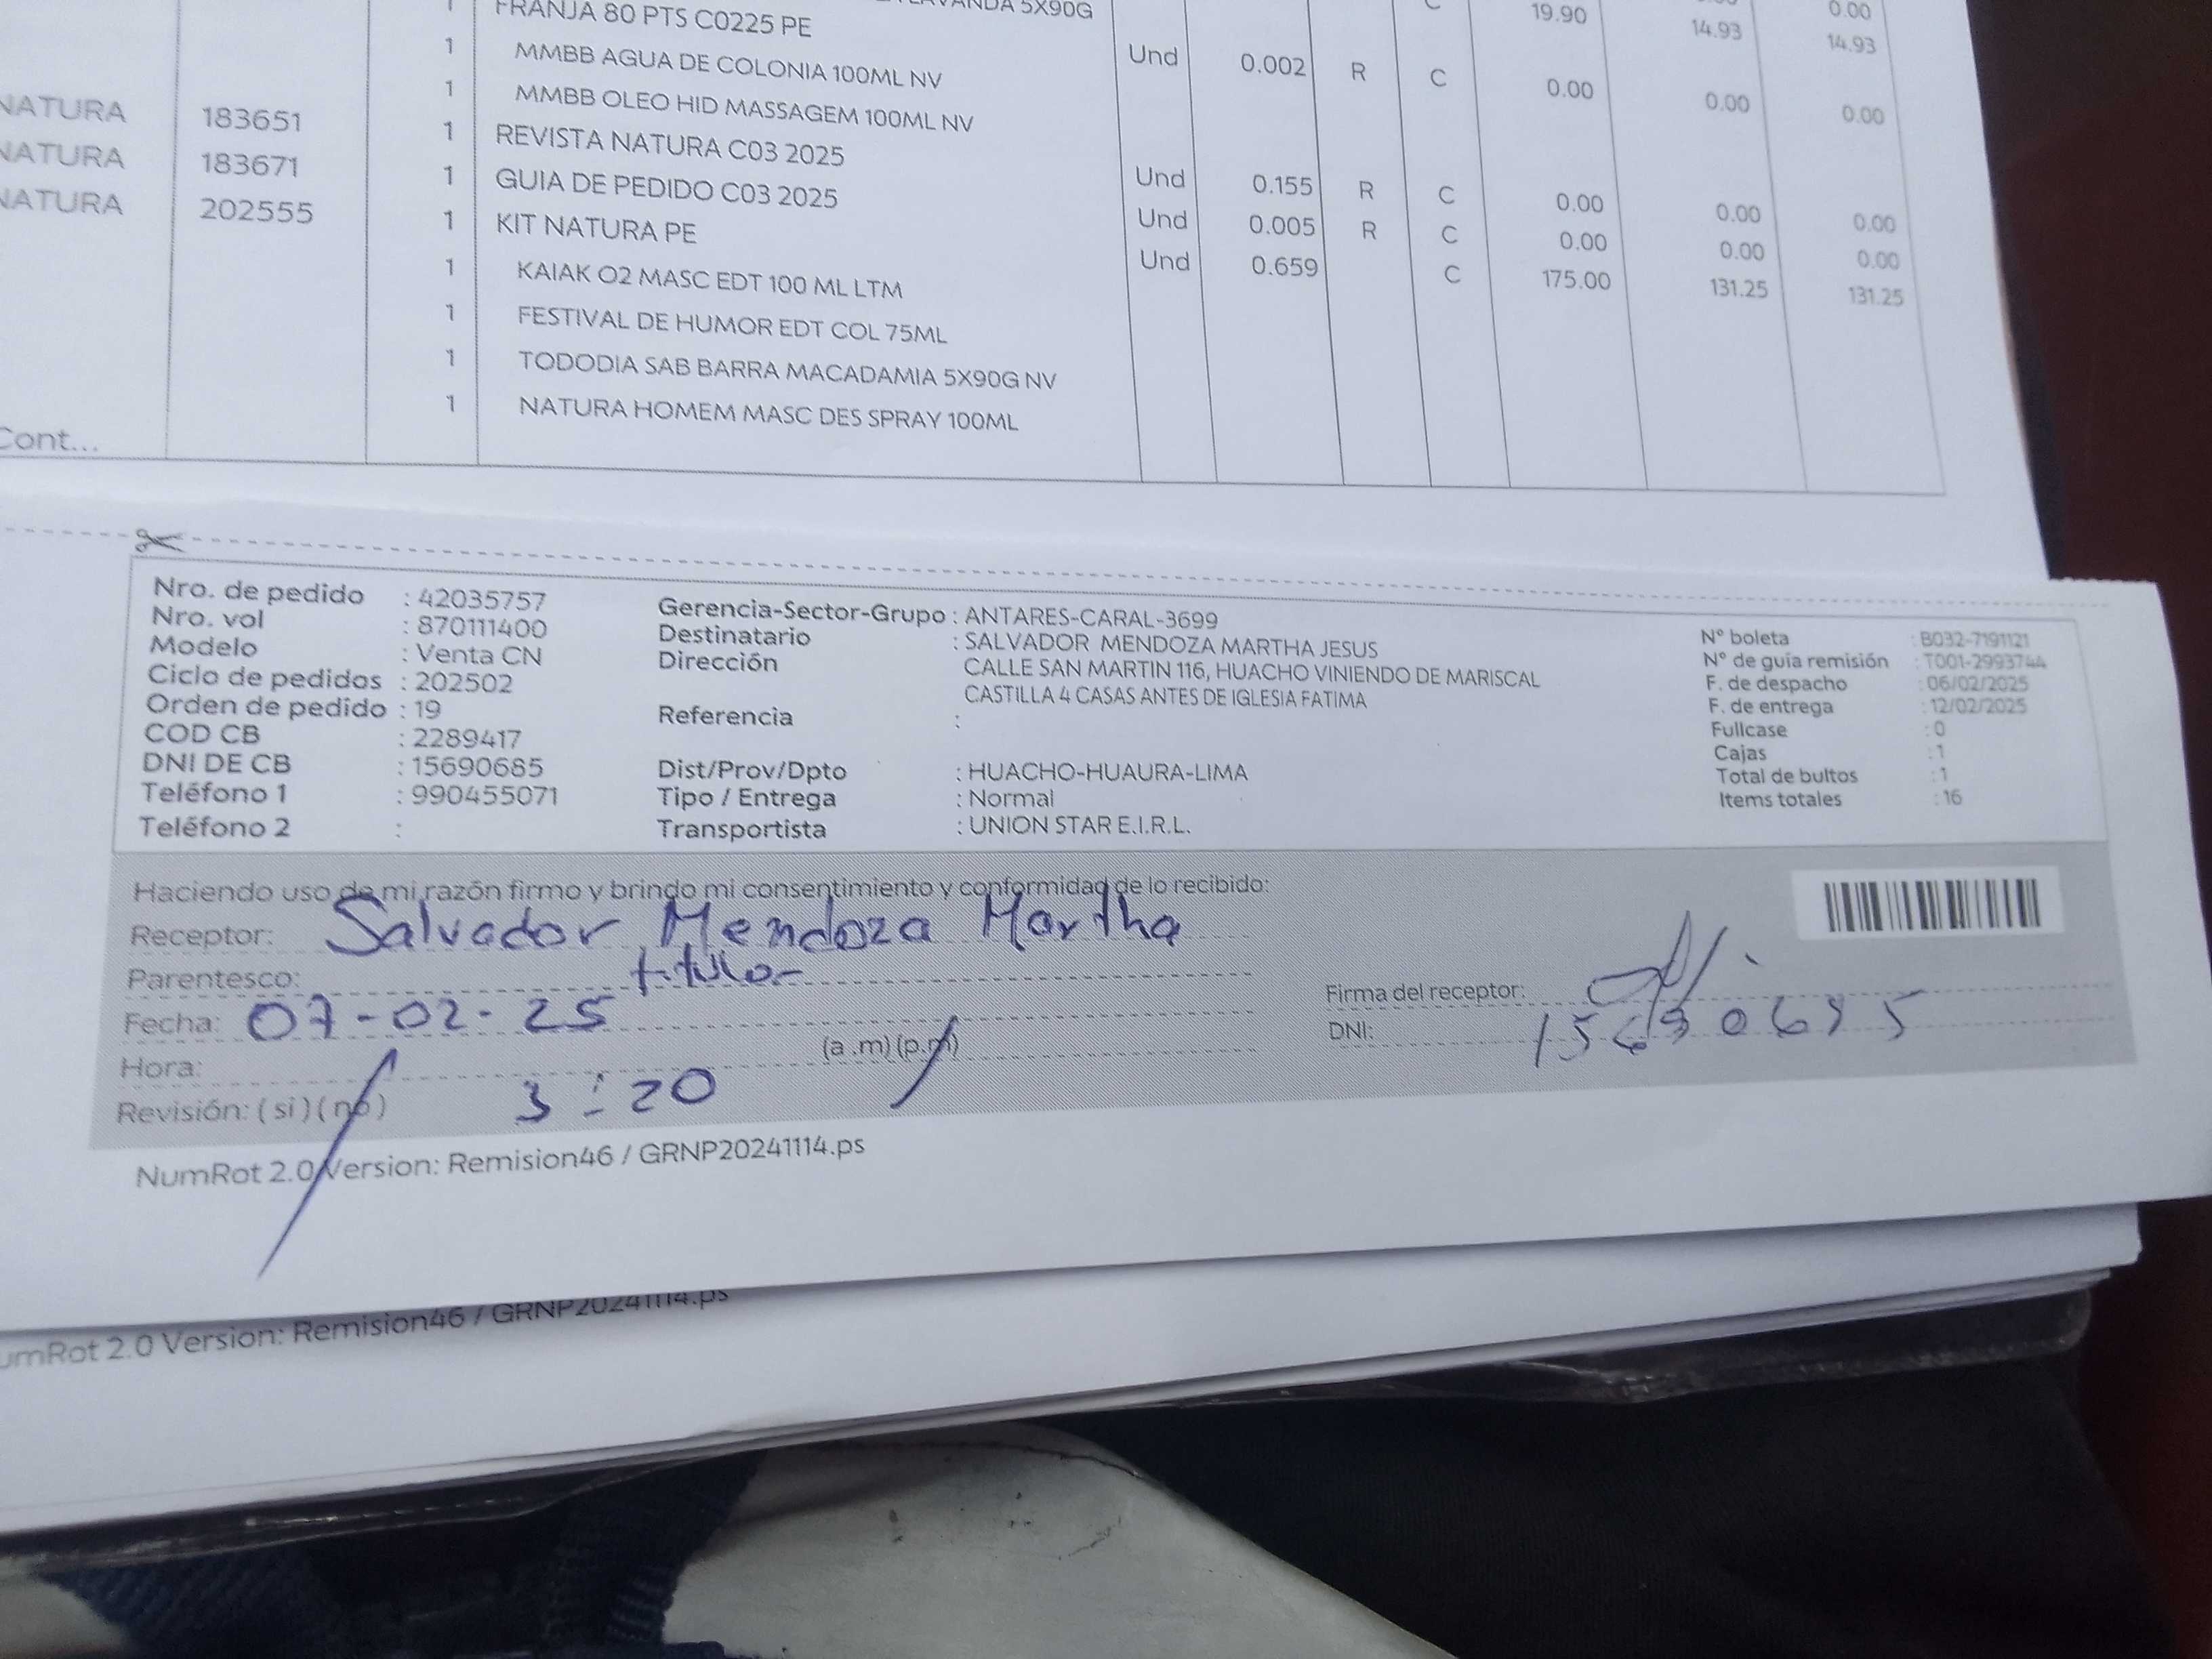 VANDA 5X90G C 19.90 0.00
1 FRANJA 80 PTS C0225 PE Und 0.002 R C 14.93 14.93
1 MMBB AGUA DE COLONIA 100ML NV 0.00 0.00 0.00
1 MMBB OLEO HID MASSAGEM 100ML NV
NATURA 183651 1 REVISTA NATURA C03 2025 Und 0.155 R C 0.00 0.00 0.00
NATURA 183671 1 GUIA DE PEDIDO C03 2025 Und 0.005 R C 0.00 0.00 0.00
NATURA 202555 1 KIT NATURA PE Und 0.659 C 175.00 131.25 131.25
1 KAIAK O2 MASC EDT 100 ML LTM
1 FESTIVAL DE HUMOR EDT COL 75ML
1 TODODIA SAB BARRA MACADAMIA 5X90G NV
1 NATURA HOMEM MASC DES SPRAY 100ML
Cont...
Nro. de pedido : 42035757
Nro. vol : 870111400
Modelo : Venta CN
Ciclo de pedidos : 202502
Orden de pedido : 19
COD CB : 2289417
DNI DE CB : 15690685
Teléfono 1 : 990455071
Teléfono 2 :
Gerencia-Sector-Grupo : ANTARES-CARAL-3699
Destinatario : SALVADOR MENDOZA MARTHA JESUS
Dirección CALLE SAN MARTIN 116, HUACHO VINIENDO DE MARISCAL
CASTILLA 4 CASAS ANTES DE IGLESIA FATIMA
Referencia :
Dist/Prov/Dpto : HUACHO-HUAURA-LIMA
Tipo / Entrega : Normal
Transportista : UNION STAR E.I.R.L.
N° boleta : B032-7191121
N° de guía remisión : T001-2993744
F. de despacho : 06/02/2025
F. de entrega : 12/02/2025
Fullcase : 0
Cajas : 1
Total de bultos : 1
Items totales : 16
Haciendo uso de mi razón firmo y brindo mi consentimiento y conformidad de lo recibido:
Receptor: Salvador Mendoza Martha
Parentesco: titular
Fecha: 07-02-25
Hora: 3:20 (a .m) (p.m)
Revisión: ( si ) ( no )
Firma del receptor:
DNI: 15690685
NumRot 2.0 Version: Remision46 / GRNP20241114.ps
umRot 2.0 Version: Remision46 / GRNP20241114.ps